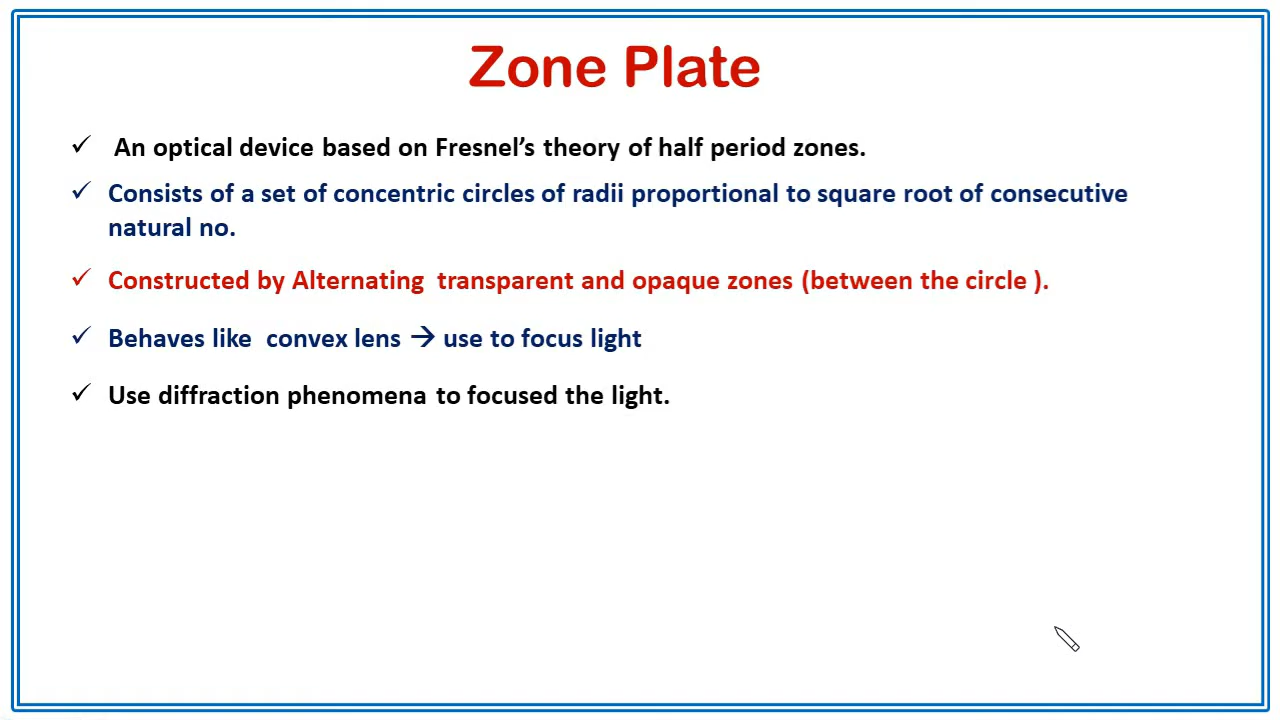 Zone Plate
✓ An optical device based on Fresnel’s theory of half period zones.
✓ Consists of a set of concentric circles of radii proportional to square root of consecutive
natural no.
✓ Constructed by Alternating transparent and opaque zones (between the circle ).
✓ Behaves like convex lens → use to focus light
✓ Use diffraction phenomena to focused the light.